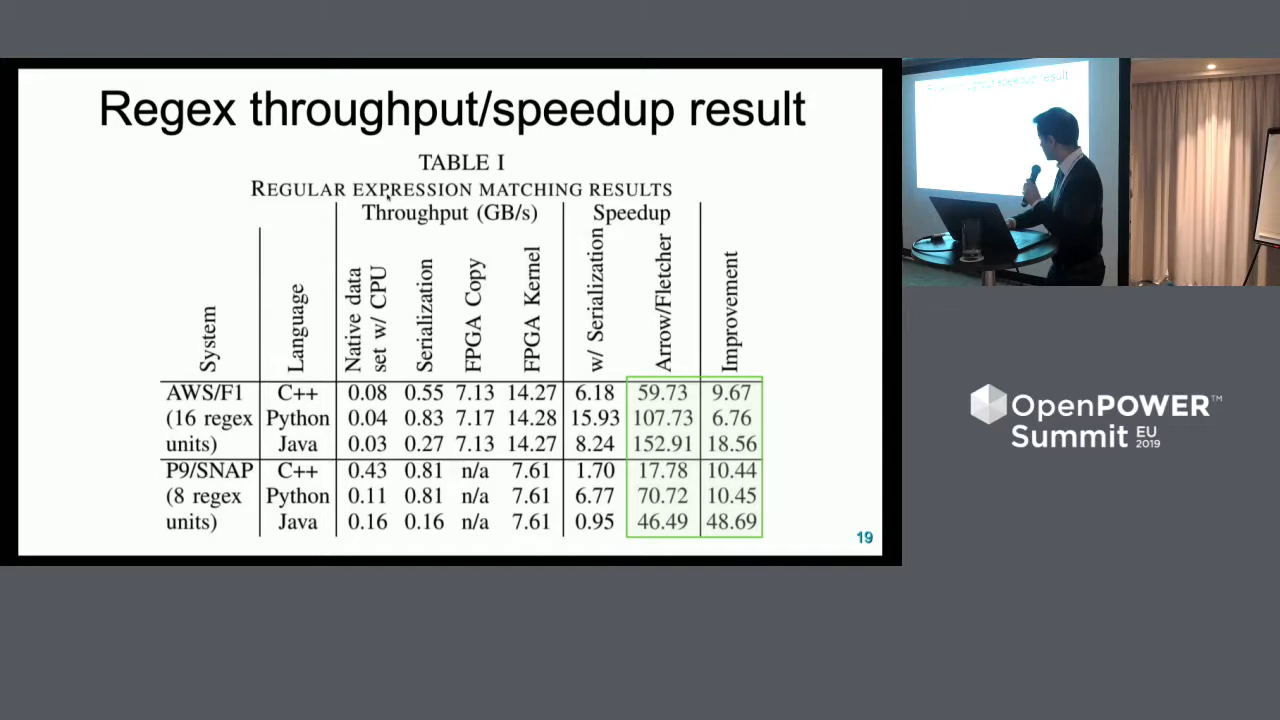 Regex throughput/speedup result
TABLE I
REGULAR EXPRESSION MATCHING RESULTS
Throughput (GB/s) Speedup
System Language Native data set w/ CPU Serialization FPGA Copy FPGA Kernel w/ Serialization Arrow/Fletcher Improvement
AWS/F1 C++ 0.08 0.55 7.13 14.27 6.18 59.73 9.67
(16 regex Python 0.04 0.83 7.17 14.28 15.93 107.73 6.76
units) Java 0.03 0.27 7.13 14.27 8.24 152.91 18.56
P9/SNAP C++ 0.43 0.81 n/a 7.61 1.70 17.78 10.44
(8 regex Python 0.11 0.81 n/a 7.61 6.77 70.72 10.45
units) Java 0.16 0.16 n/a 7.61 0.95 46.49 48.69
19
Regex throughput/speedup result
OpenPOWER™
Summit EU
2019